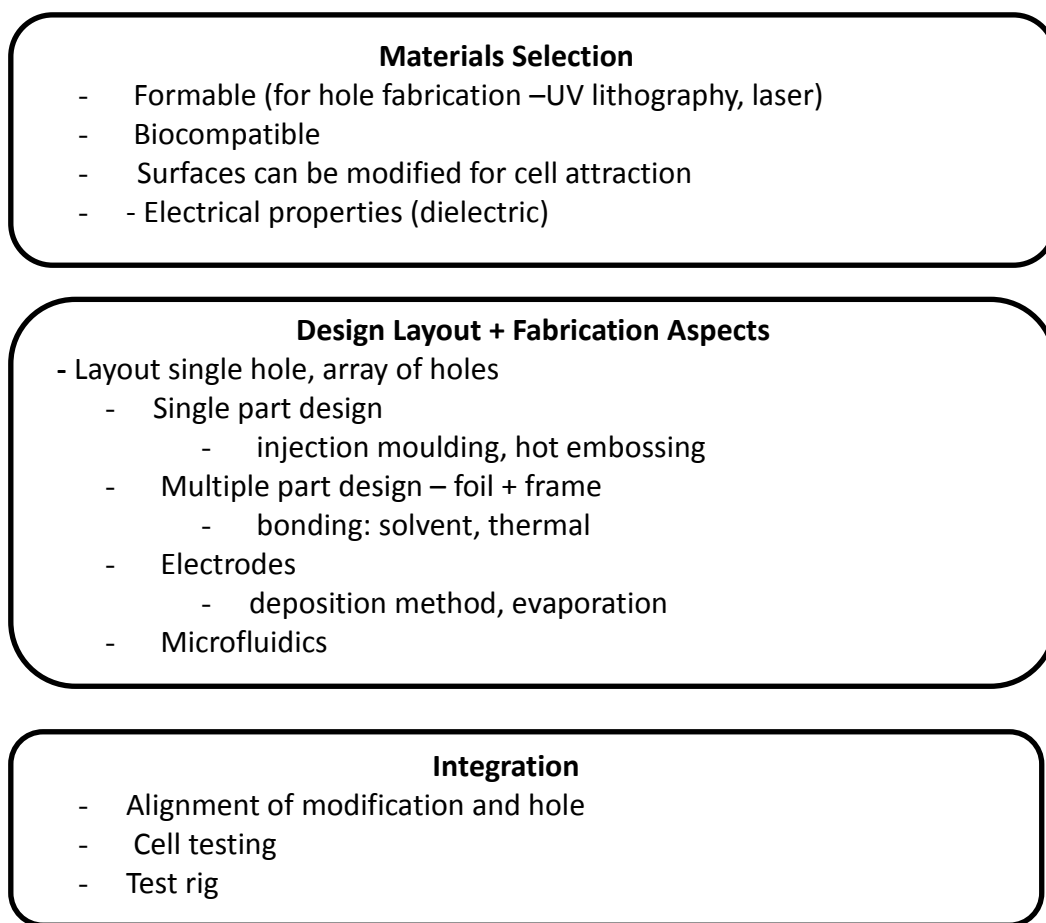 Materials Selection
- Formable (for hole fabrication –UV lithography, laser)
- Biocompatible
- Surfaces can be modified for cell attraction
- - Electrical properties (dielectric)
Design Layout + Fabrication Aspects
- Layout single hole, array of holes
- Single part design
- injection moulding, hot embossing
- Multiple part design – foil + frame
- bonding: solvent, thermal
- Electrodes
- deposition method, evaporation
- Microfluidics
Integration
- Alignment of modification and hole
- Cell testing
- Test rig